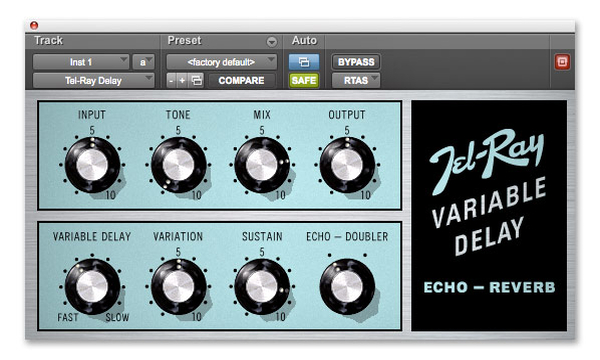 Track Preset Auto
Inst 1 a <factory default> BYPASS
Tel-Ray Delay - + COMPARE SAFE RTAS
INPUT TONE MIX OUTPUT
5 5 5 5
10 10 10 10
VARIABLE DELAY VARIATION SUSTAIN ECHO – DOUBLER
5 5
FAST SLOW 10 10
Tel-Ray
VARIABLE
DELAY
ECHO – REVERB